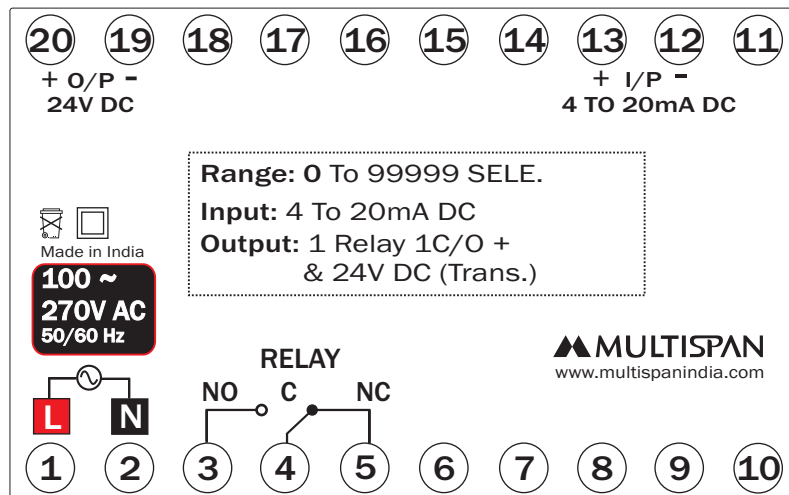 20 19 18 17 16 15 14 13 12 11
+ O/P - + I/P -
24V DC 4 TO 20mA DC
Range: 0 To 99999 SELE.
Input: 4 To 20mA DC
Output: 1 Relay 1C/O +
& 24V DC (Trans.)
Made in India
100 ~
270V AC
50/60 Hz
MULTISPAN
www.multispanindia.com
RELAY
NO C NC
L N
1 2 3 4 5 6 7 8 9 10